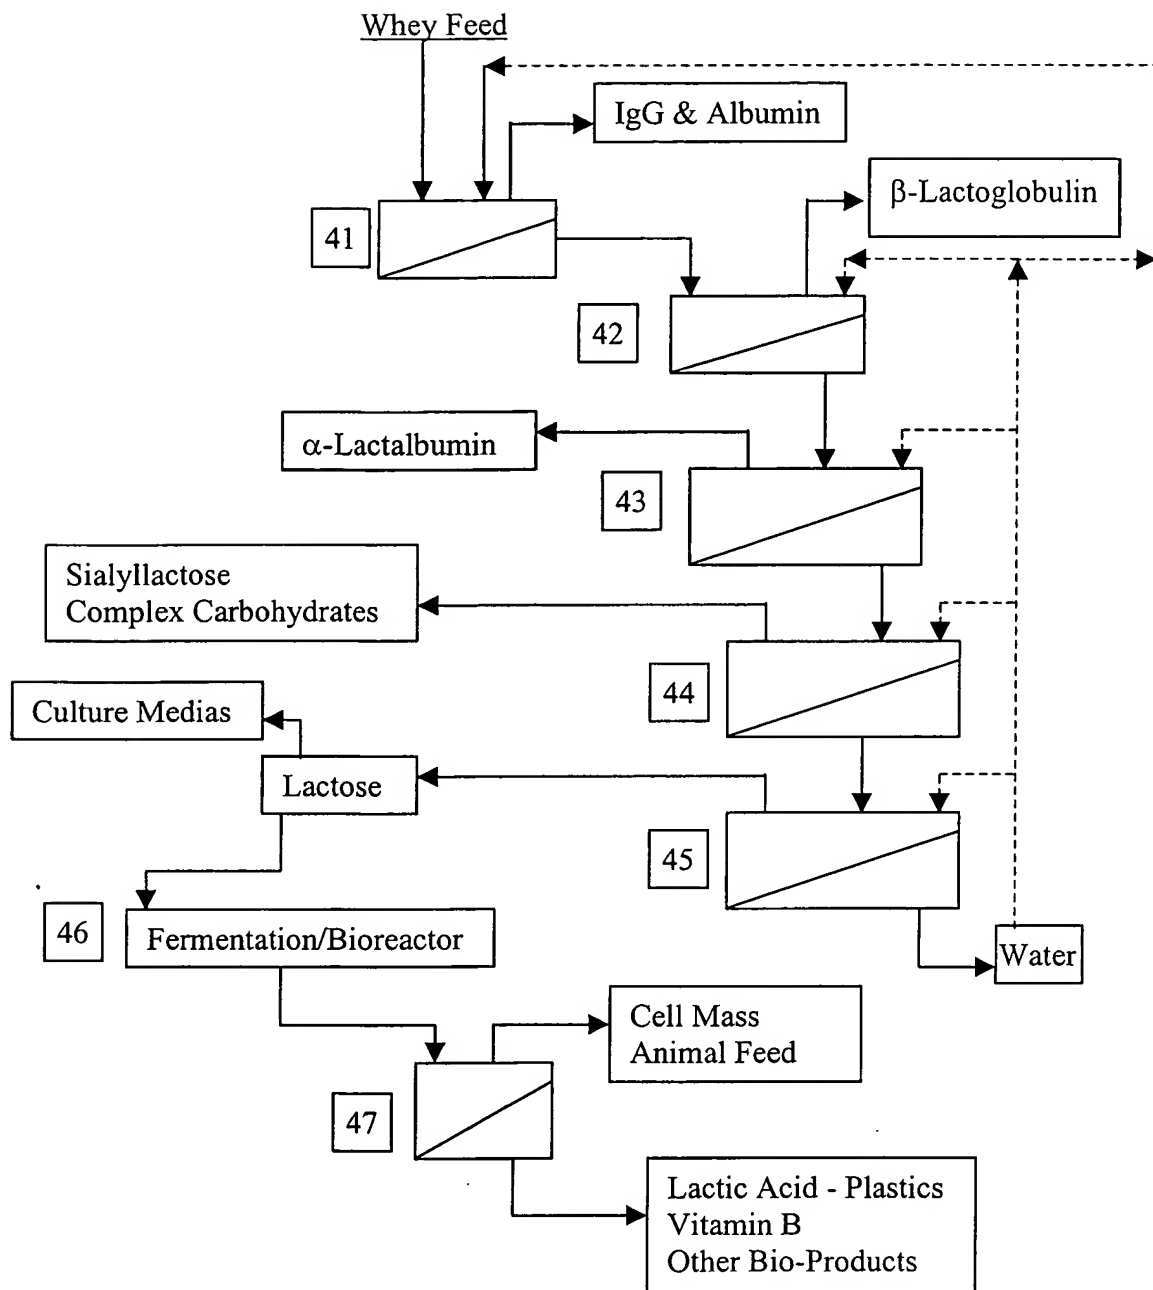 Whey Feed
IgG & Albumin
β-Lactoglobulin
41
42
α-Lactalbumin
43
Sialyllactose
Complex Carbohydrates
44
Culture Medias
Lactose
45
46
Fermentation/Bioreactor
Water
Cell Mass
Animal Feed
47
Lactic Acid - Plastics
Vitamin B
Other Bio-Products